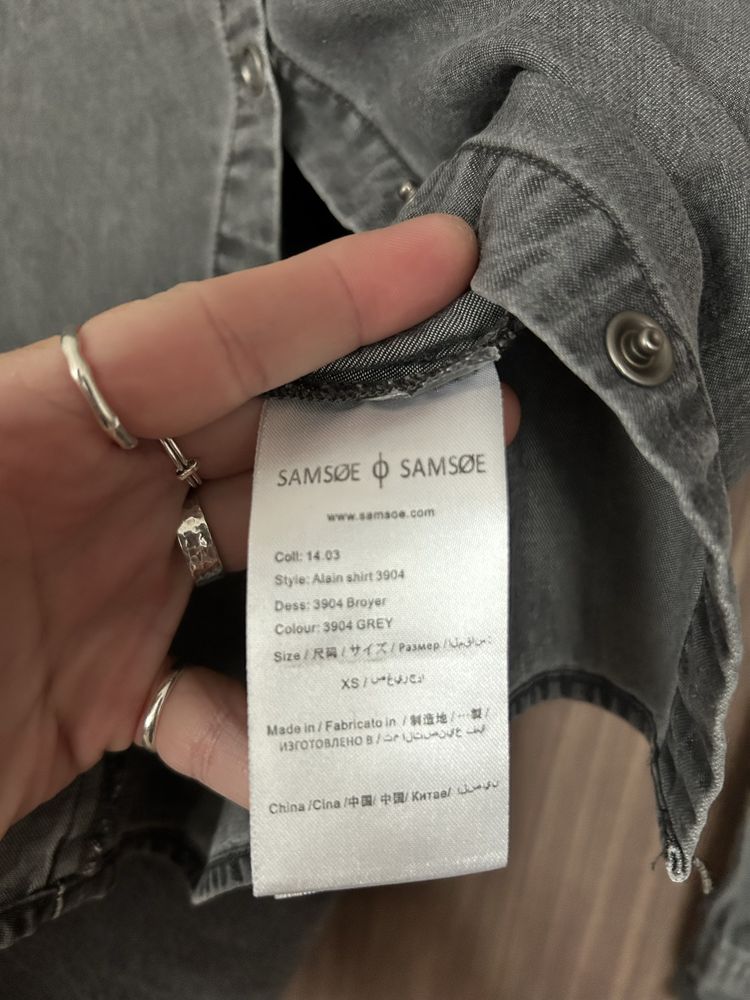 SAMSØE ϕ SAMSØE
www.samsoe.com
Coll: 14.03
Style: Alain shirt 3904
Dess: 3904 Broyer
Colour: 3904 GREY
Size / 尺码 / サイズ / Размер /
XS /
Made in / Fabricato in / 制造地 / 製 /
ИЗГОТОВЛЕНО В /
China /Cina /中国/ 中国/ Китае/